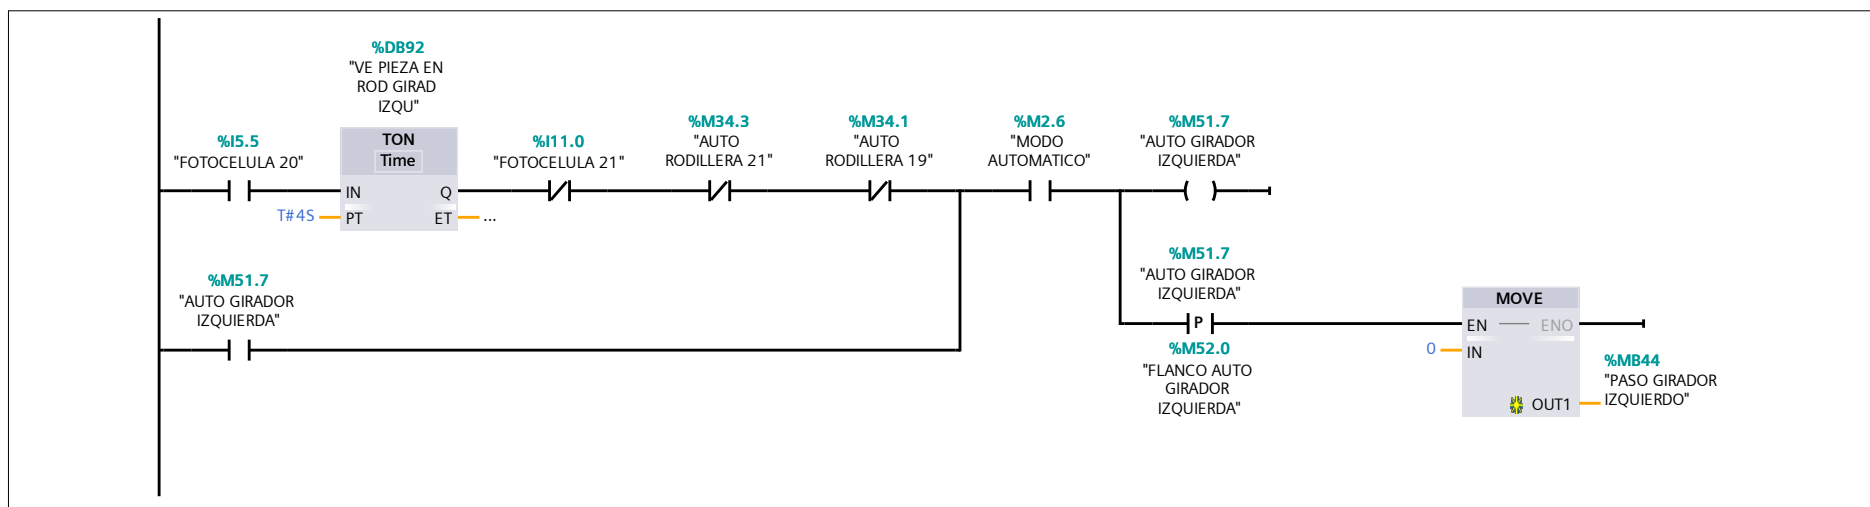 %DB92
"VE PIEZA EN
ROD GIRAD
IZQU"
TON
Time
%I5.5
"FOTOCELULA 20"
IN
Q
T#4S
PT
ET
...
%I11.0
"FOTOCELULA 21"
%M34.3
"AUTO
RODILLERA 21"
%M34.1
"AUTO
RODILLERA 19"
%M2.6
"MODO
AUTOMATICO"
%M51.7
"AUTO GIRADOR
IZQUIERDA"
%M51.7
"AUTO GIRADOR
IZQUIERDA"
%M51.7
"AUTO GIRADOR
IZQUIERDA"
P
%M52.0
"FLANCO AUTO
GIRADOR
IZQUIERDA"
MOVE
EN
ENO
0
IN
OUT1
%MB44
"PASO GIRADOR
IZQUIERDO"